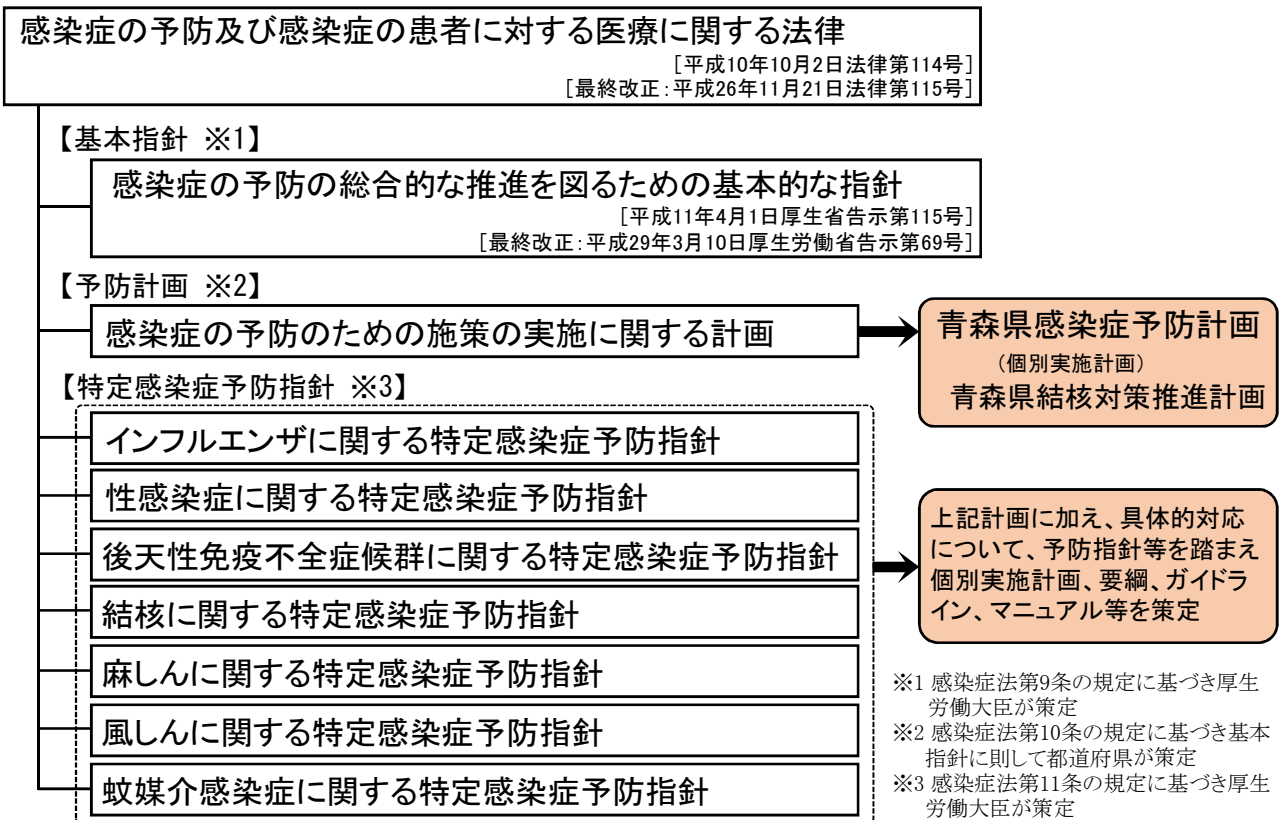 感染症の予防及び感染症の患者に対する医療に関する法律
[平成10年10月2日法律第114号]
[最終改正:平成26年11月21日法律第115号]
【基本指針 ※1】
感染症の予防の総合的な推進を図るための基本的な指針
[平成11年4月1日厚生省告示第115号]
[最終改正:平成29年3月10日厚生労働省告示第69号]
【予防計画 ※2】
感染症の予防のための施策の実施に関する計画
青森県感染症予防計画
(個別実施計画)
青森県結核対策推進計画
【特定感染症予防指針 ※3】
インフルエンザに関する特定感染症予防指針
性感染症に関する特定感染症予防指針
後天性免疫不全症候群に関する特定感染症予防指針
結核に関する特定感染症予防指針
麻しんに関する特定感染症予防指針
風しんに関する特定感染症予防指針
蚊媒介感染症に関する特定感染症予防指針
上記計画に加え、具体的対応
について、予防指針等を踏まえ
個別実施計画、要綱、ガイドラ
イン、マニュアル等を策定
※1 感染症法第9条の規定に基づき厚生
労働大臣が策定
※2 感染症法第10条の規定に基づき基本
指針に則して都道府県が策定
※3 感染症法第11条の規定に基づき厚生
労働大臣が策定